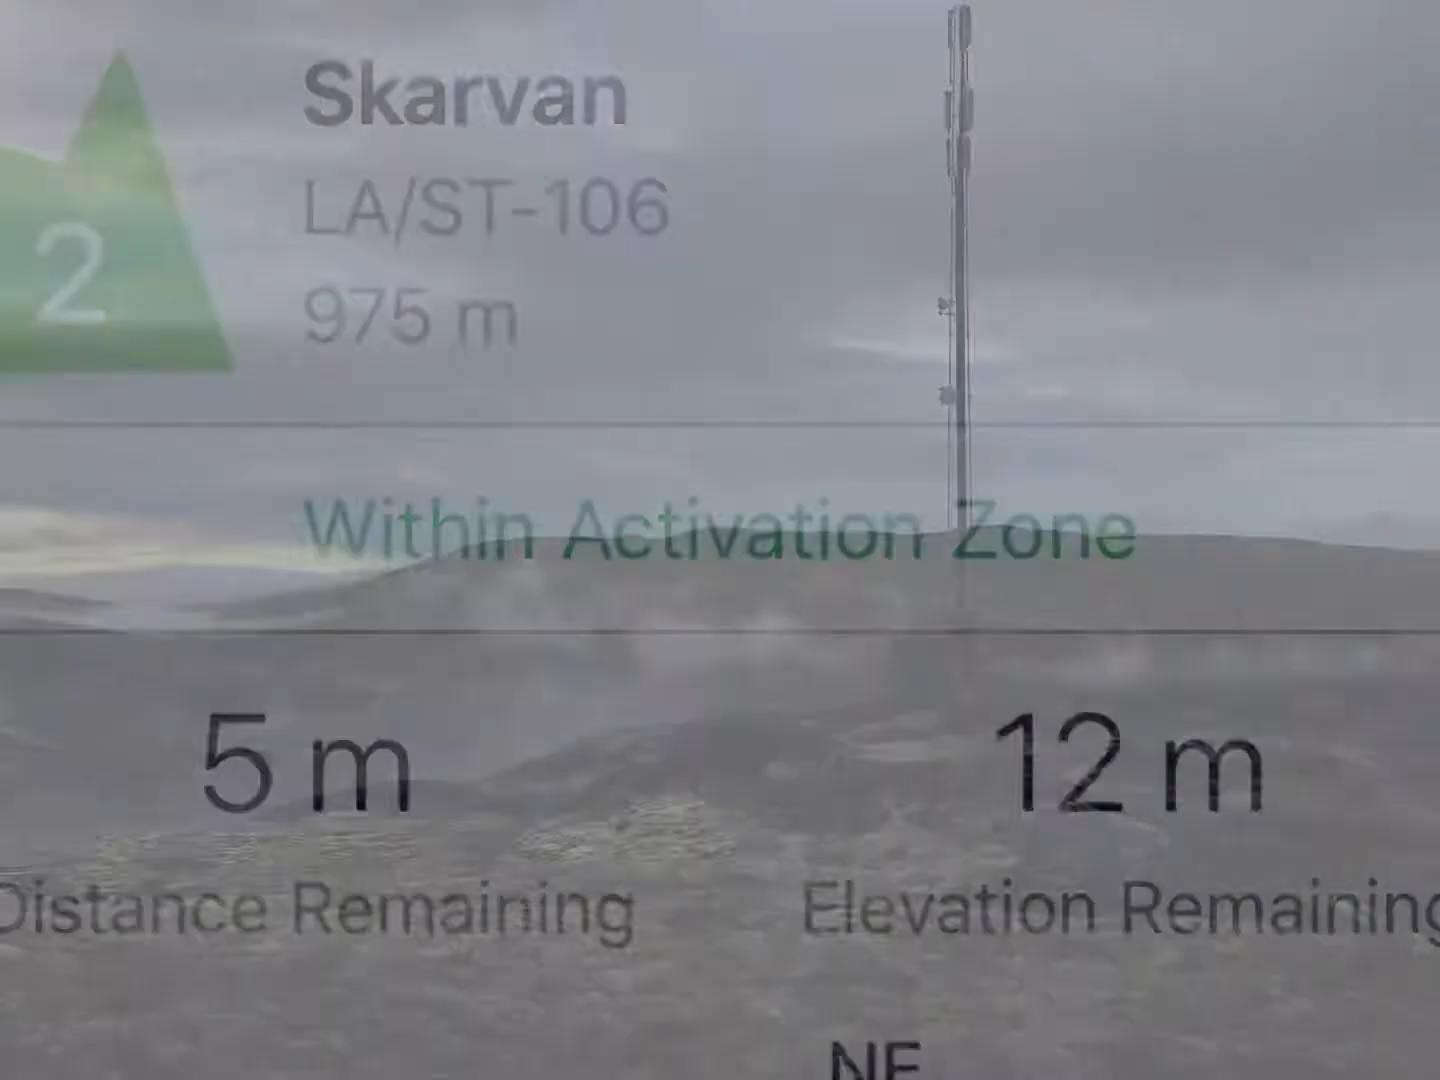 Skarvan
LA/ST-106
2
975 m
Within Activation Zone
5 m
12 m
Distance Remaining
Elevation Remaining
NE